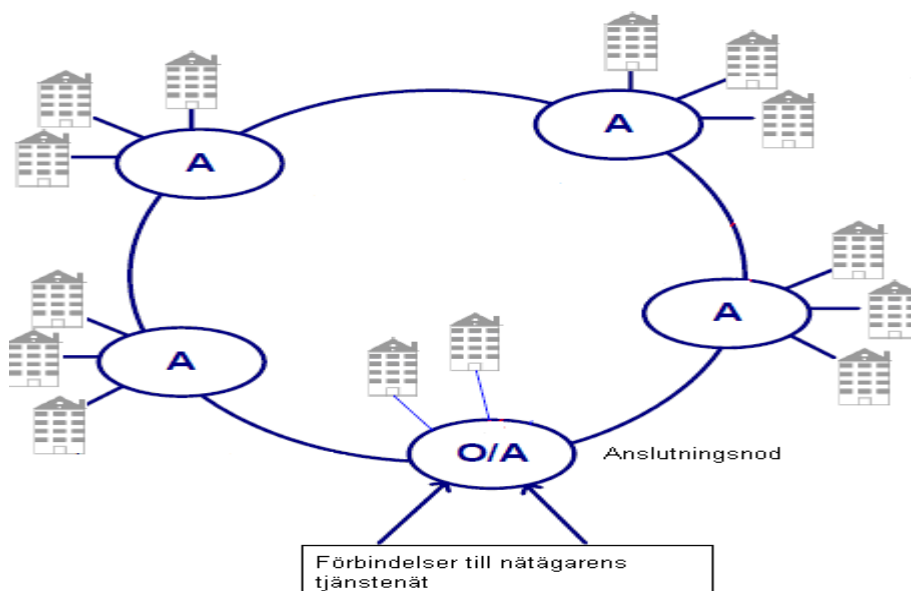 A
A
A
A
O/A
Anslutningsnod
Förbindelser till nätägarens
tjänstenät